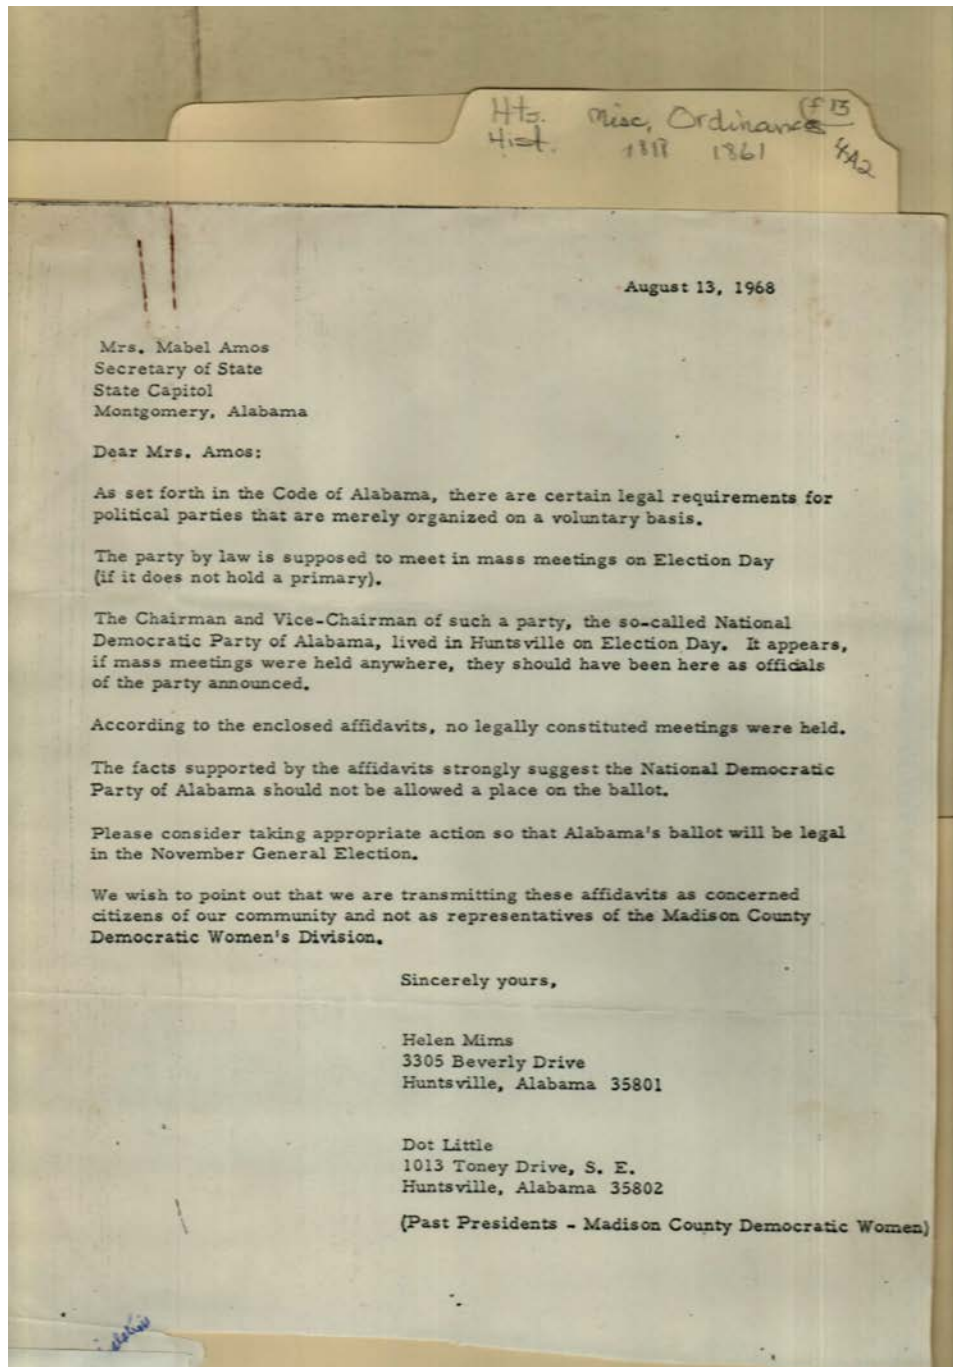 Hts. Misc. Ordinances f 13
Hist. 1818 1861 4A2
August 13, 1968
Mrs. Mabel Amos
Secretary of State
State Capitol
Montgomery, Alabama
Dear Mrs. Amos:
As set forth in the Code of Alabama, there are certain legal requirements for
political parties that are merely organized on a voluntary basis.
The party by law is supposed to meet in mass meetings on Election Day
(if it does not hold a primary).
The Chairman and Vice-Chairman of such a party, the so-called National
Democratic Party of Alabama, lived in Huntsville on Election Day. It appears,
if mass meetings were held anywhere, they should have been here as officials
of the party announced.
According to the enclosed affidavits, no legally constituted meetings were held.
The facts supported by the affidavits strongly suggest the National Democratic
Party of Alabama should not be allowed a place on the ballot.
Please consider taking appropriate action so that Alabama's ballot will be legal
in the November General Election.
We wish to point out that we are transmitting these affidavits as concerned
citizens of our community and not as representatives of the Madison County
Democratic Women's Division.
Sincerely yours,
Helen Mims
3305 Beverly Drive
Huntsville, Alabama 35801
Dot Little
1013 Toney Drive, S. E.
Huntsville, Alabama 35802
(Past Presidents - Madison County Democratic Women)